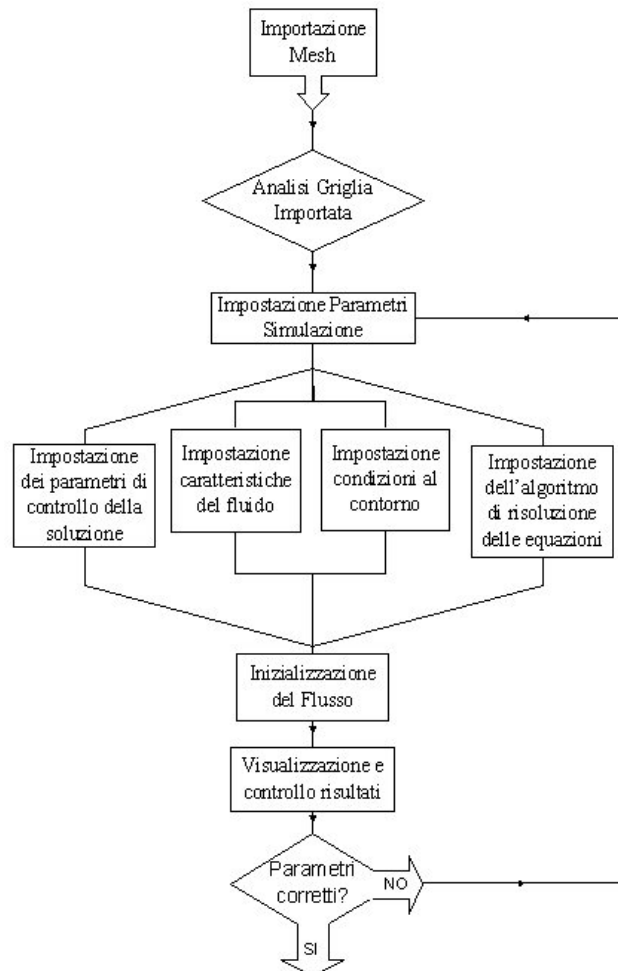 Importazione
Mesh
Analisi Griglia
Importata
Impostazione Parametri
Simulazione
Impostazione
dei parametri di
controllo della
soluzione
Impostazione
caratteristiche
del fluido
Impostazione
condizioni al
contorno
Impostazione
dell'algoritmo
di risoluzione
delle equazioni
Inizializzazione
del Flusso
Visualizzazione e
controllo risultati
Parametri
corretti?
NO
SI